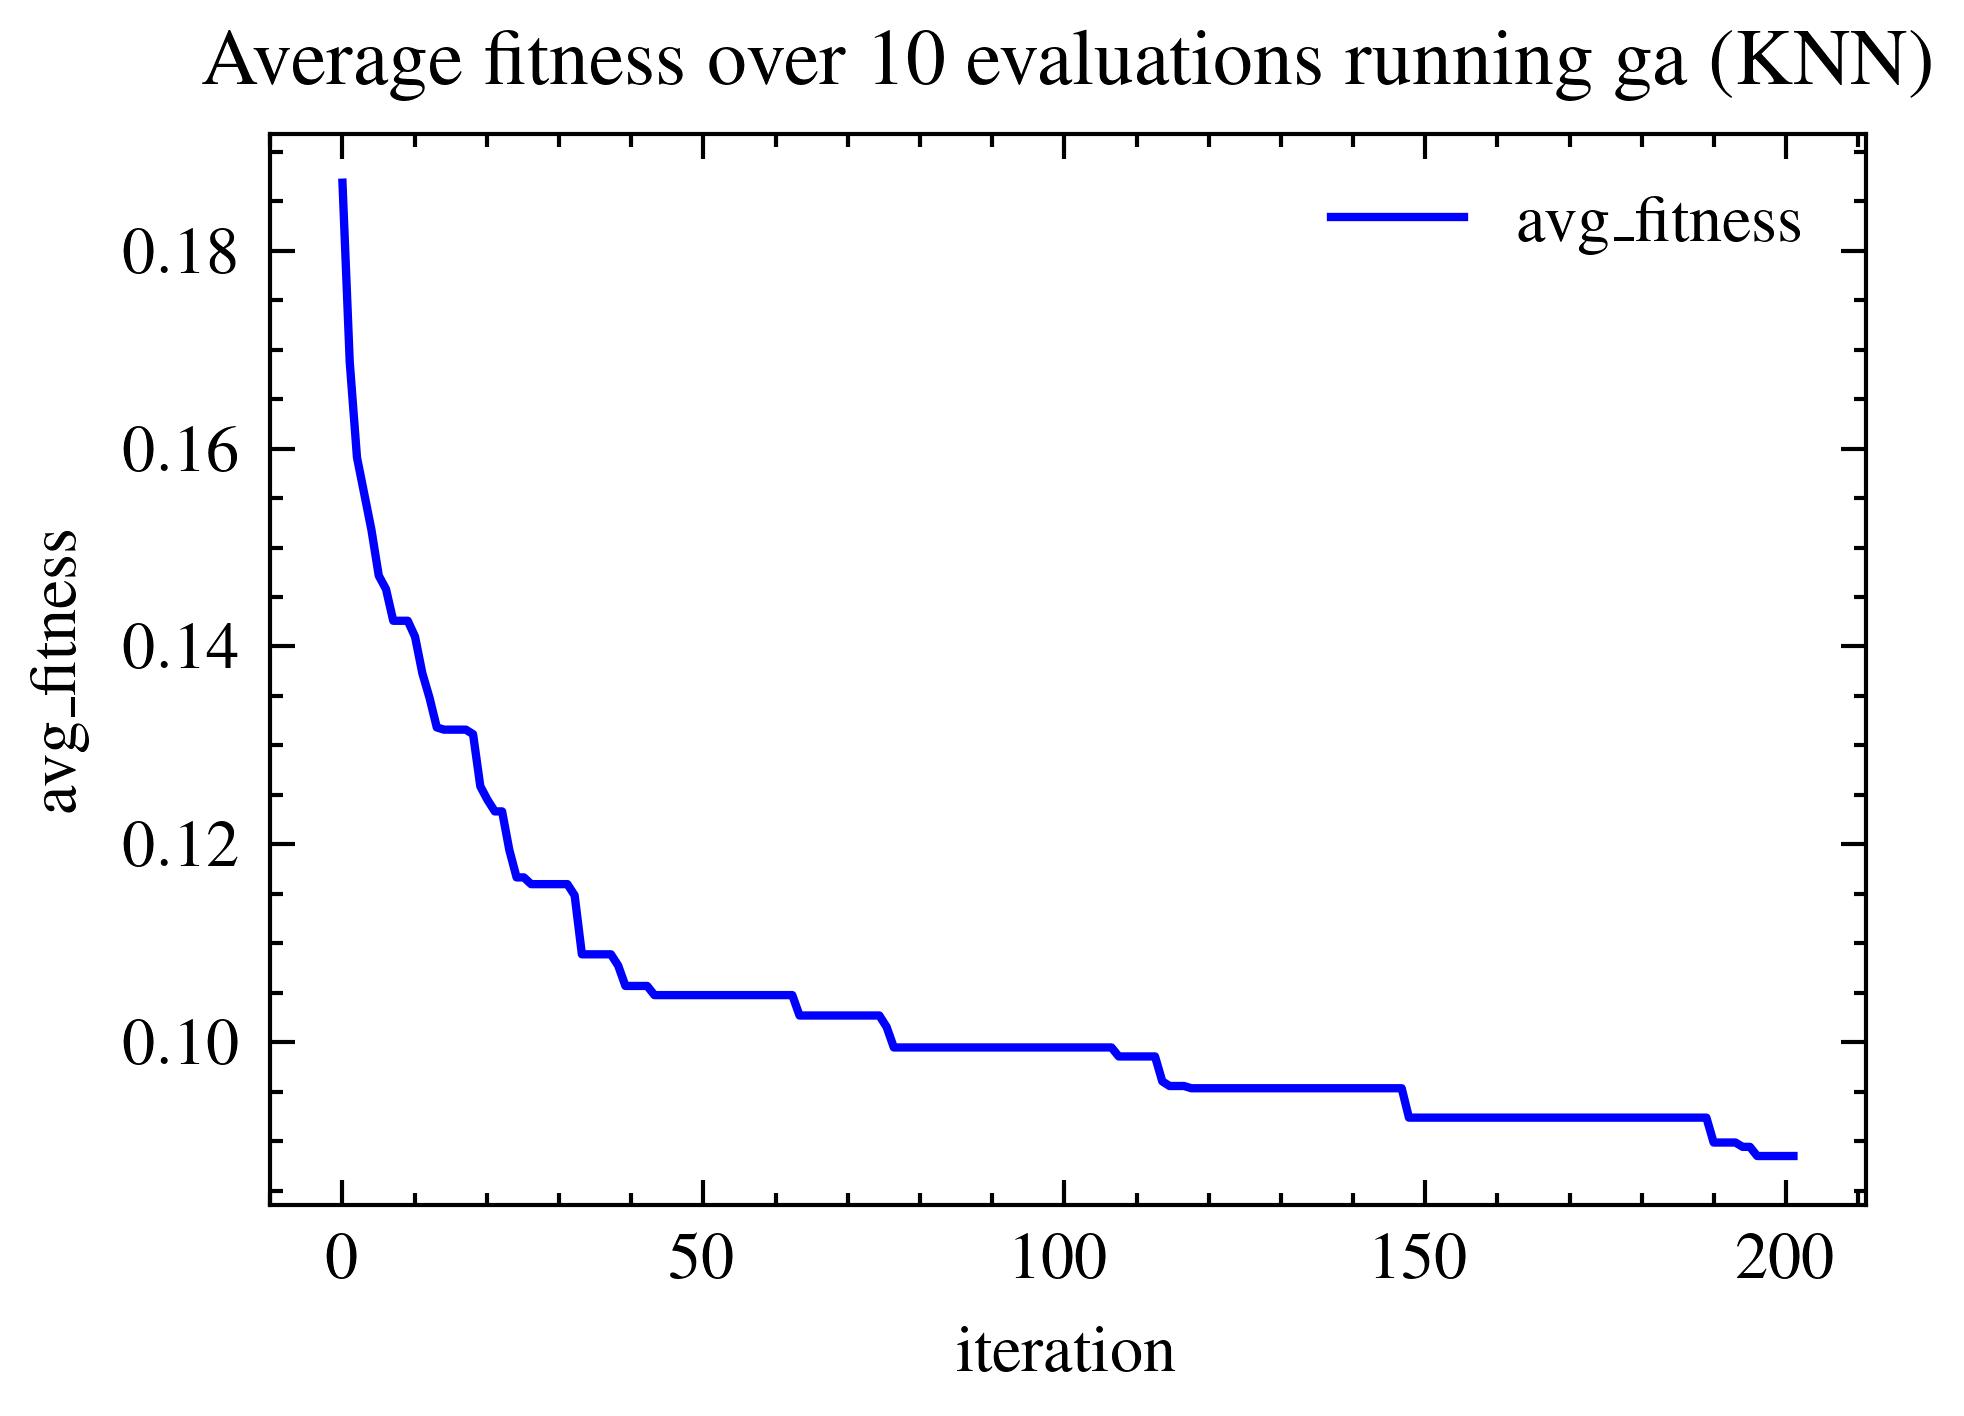 Average fitness over 10 evaluations running ga (KNN)
avg_fitness
0.18
0.16
0.14
0.12
0.10
avg_fitness
0 50 100 150 200
iteration